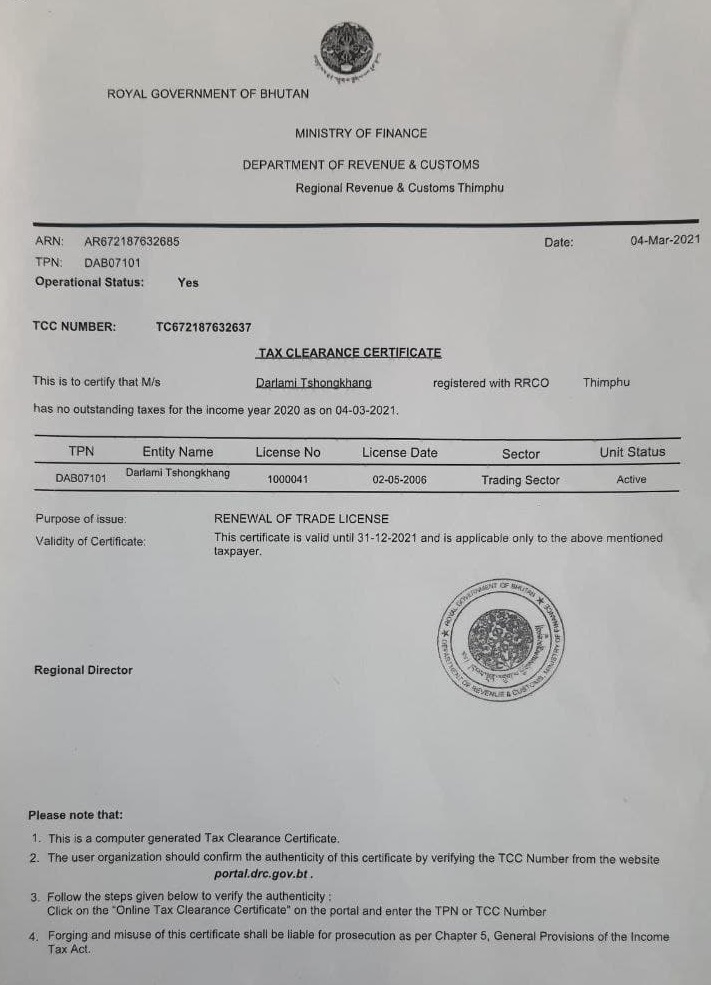 ROYAL GOVERNMENT OF BHUTAN
MINISTRY OF FINANCE
DEPARTMENT OF REVENUE & CUSTOMS
Regional Revenue & Customs Thimphu
ARN: AR672187632685 Date: 04-Mar-2021
TPN: DAB07101
Operational Status: Yes
TCC NUMBER: TC672187632637
TAX CLEARANCE CERTIFICATE
This is to certify that M/s Darlami Tshongkhang registered with RRCO Thimphu
has no outstanding taxes for the income year 2020 as on 04-03-2021.
TPN Entity Name License No License Date Sector Unit Status
DAB07101 Darlami Tshongkhang 1000041 02-05-2006 Trading Sector Active
Purpose of issue: RENEWAL OF TRADE LICENSE
Validity of Certificate: This certificate is valid until 31-12-2021 and is applicable only to the above mentioned
taxpayer.
ROYAL GOVERNMENT OF BHUTAN
DEPARTMENT OF REVENUE & CUSTOMS, MINISTRY OF FINANCE
Regional Director
Please note that:
1. This is a computer generated Tax Clearance Certificate.
2. The user organization should confirm the authenticity of this certificate by verifying the TCC Number from the website
portal.drc.gov.bt .
3. Follow the steps given below to verify the authenticity :
Click on the "Online Tax Clearance Certificate" on the portal and enter the TPN or TCC Number
4. Forging and misuse of this certificate shall be liable for prosecution as per Chapter 5, General Provisions of the Income
Tax Act.